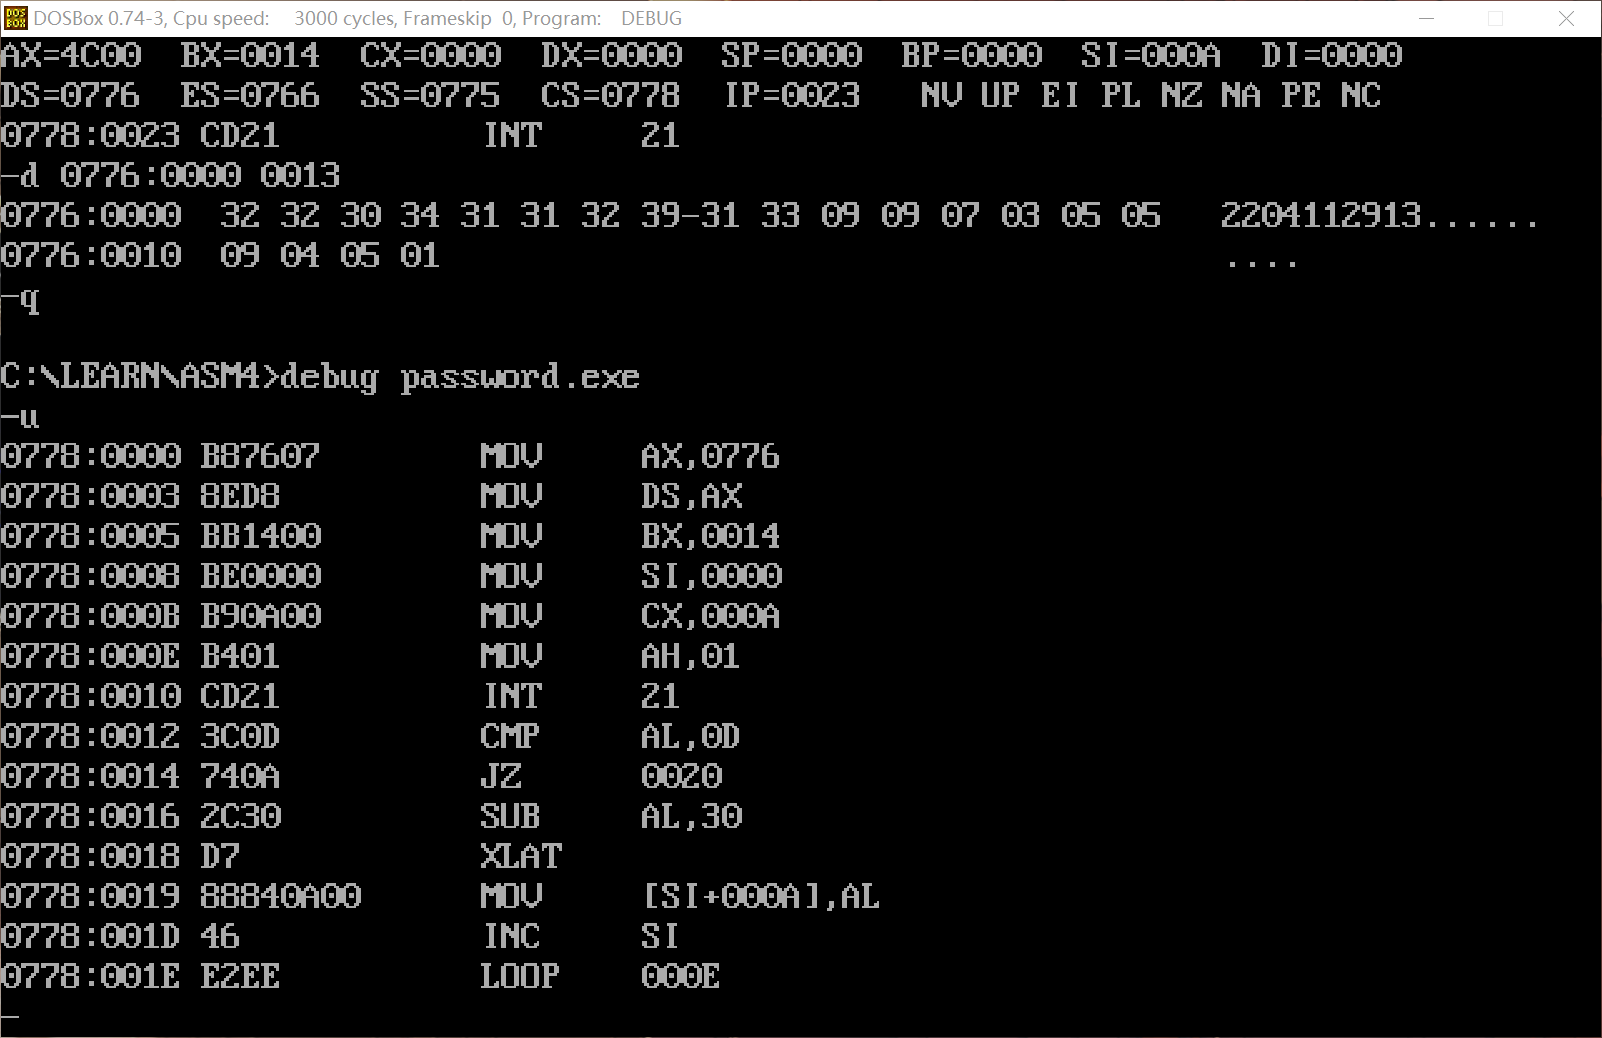 DOS BOX DOSBox 0.74-3, Cpu speed: 3000 cycles, Frameskip 0, Program: DEBUG
AX=4C00 BX=0014 CX=0000 DX=0000 SP=0000 BP=0000 SI=000A DI=0000
DS=0776 ES=0766 SS=0775 CS=0778 IP=0023 NV UP EI PL NZ NA PE NC
0778:0023 CD21 INT 21
-d 0776:0000 0013
0776:0000 32 32 30 34 31 31 32 39-31 33 09 09 07 03 05 05 2204112913......
0776:0010 09 04 05 01 ....
-q
C:\LEARN\ASM4>debug password.exe
-u
0778:0000 B87607 MOV AX,0776
0778:0003 8ED8 MOV DS,AX
0778:0005 BB1400 MOV BX,0014
0778:0008 BE0000 MOV SI,0000
0778:000B B90A00 MOV CX,000A
0778:000E B401 MOV AH,01
0778:0010 CD21 INT 21
0778:0012 3C0D CMP AL,0D
0778:0014 740A JZ 0020
0778:0016 2C30 SUB AL,30
0778:0018 D7 XLAT
0778:0019 88840A00 MOV [SI+000A],AL
0778:001D 46 INC SI
0778:001E E2EE LOOP 000E
-